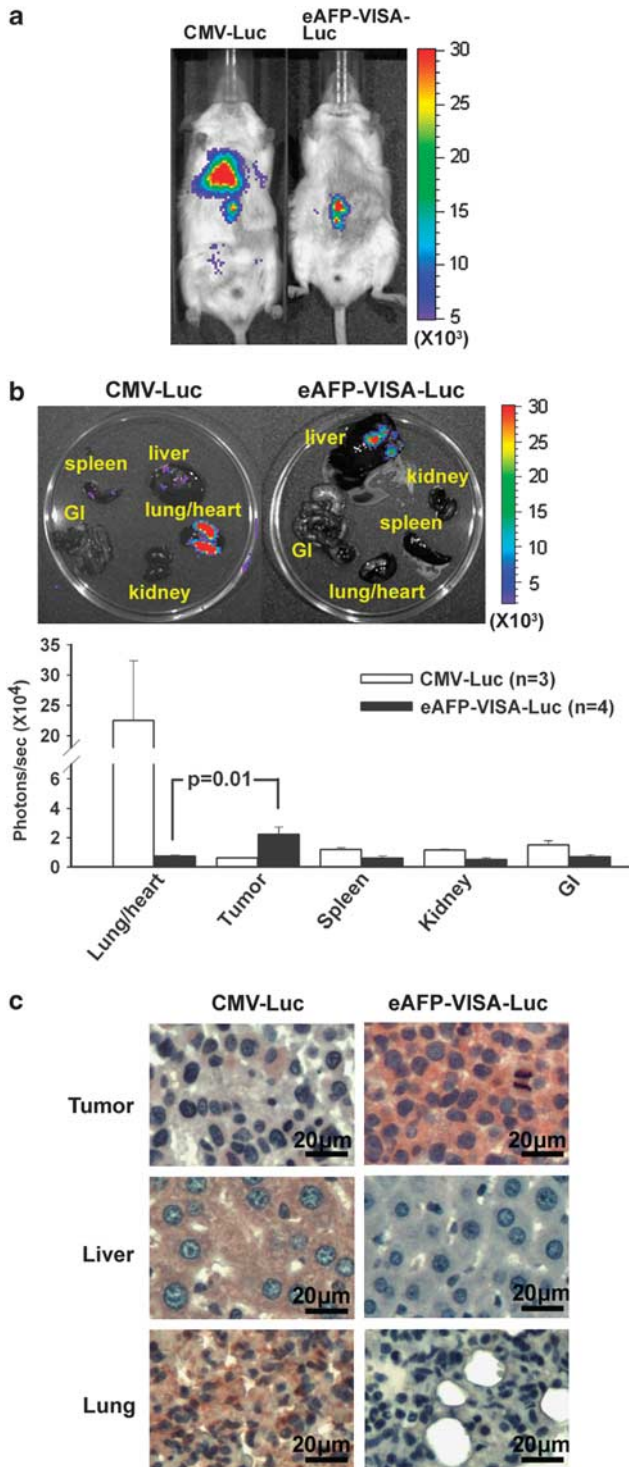 a
CMV-Luc
eAFP-VISA-
Luc
30
25
20
15
10
5
(X10³)
b
CMV-Luc
eAFP-VISA-Luc
spleen
liver
GI
lung/heart
kidney
liver
kidney
spleen
GI
lung/heart
30
25
20
15
10
5
(X10³)
Photons/sec (X10⁴)
35
25
20
6
4
2
0
CMV-Luc (n=3)
eAFP-VISA-Luc (n=4)
p=0.01
Lung/heart
Tumor
Spleen
Kidney
GI
c
CMV-Luc
eAFP-VISA-Luc
Tumor
20µm
20µm
Liver
20µm
20µm
Lung
20µm
20µm